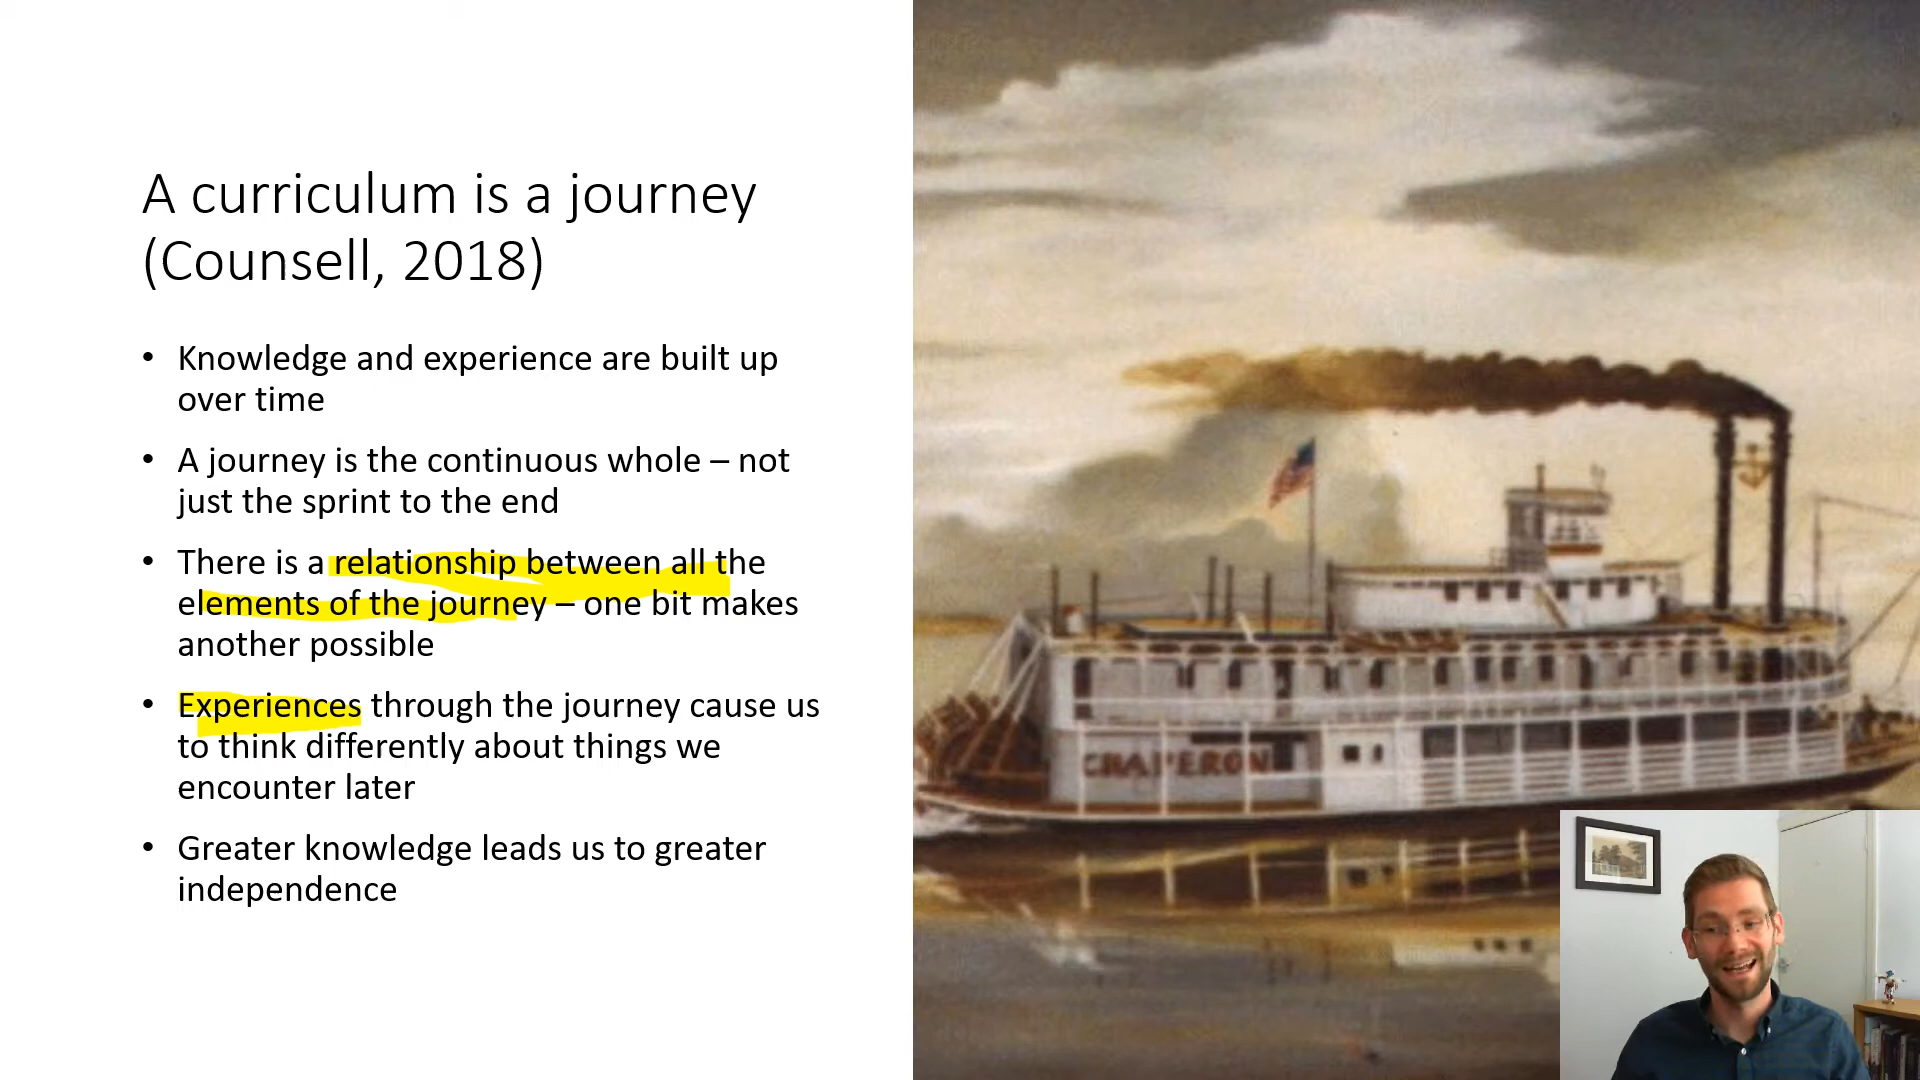 A curriculum is a journey
(Counsell, 2018)
• Knowledge and experience are built up
over time
• A journey is the continuous whole – not
just the sprint to the end
• There is a relationship between all the
elements of the journey – one bit makes
another possible
• Experiences through the journey cause us
to think differently about things we
encounter later
• Greater knowledge leads us to greater
independence
CHAPERON